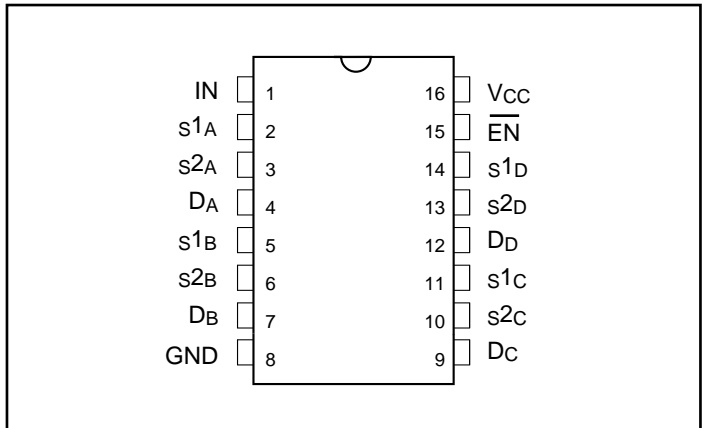 IN 1 16 VCC
S1A 2 15 EN
S2A 3 14 S1D
DA 4 13 S2D
S1B 5 12 DD
S2B 6 11 S1C
DB 7 10 S2C
GND 8 9 DC